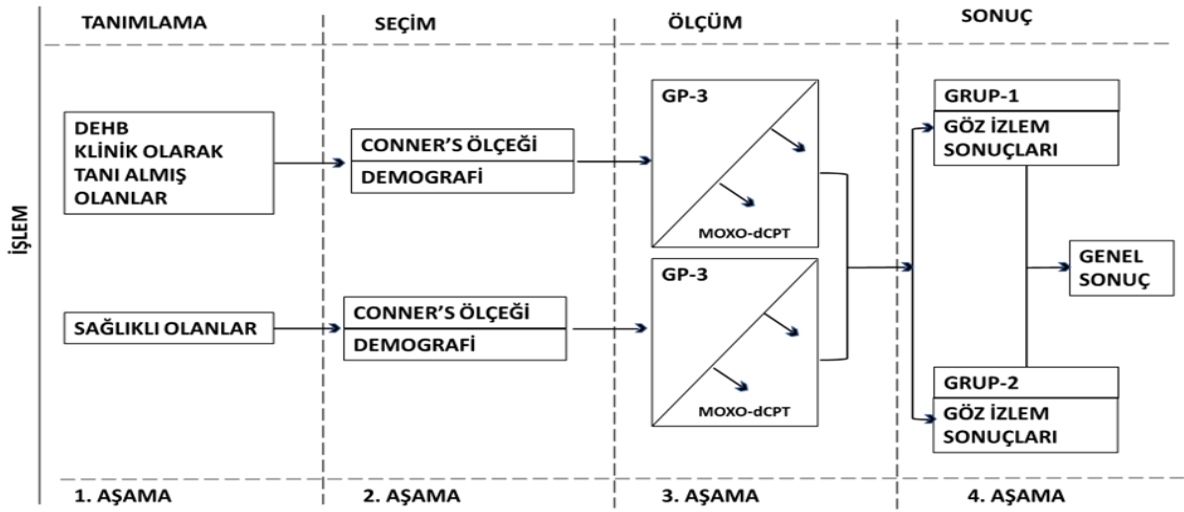 TANIMLAMA
SEÇİM
ÖLÇÜM
SONUÇ
İŞLEM
DEHB
KLİNİK OLARAK
TANI ALMIŞ
OLANLAR
CONNER’S ÖLÇEĞİ
DEMOGRAFİ
GP-3
MOXO-dCPT
GRUP-1
GÖZ İZLEM
SONUÇLARI
SAĞLIKLI OLANLAR
CONNER’S ÖLÇEĞİ
DEMOGRAFİ
GP-3
MOXO-dCPT
GENEL
SONUÇ
GRUP-2
GÖZ İZLEM
SONUÇLARI
1. AŞAMA
2. AŞAMA
3. AŞAMA
4. AŞAMA